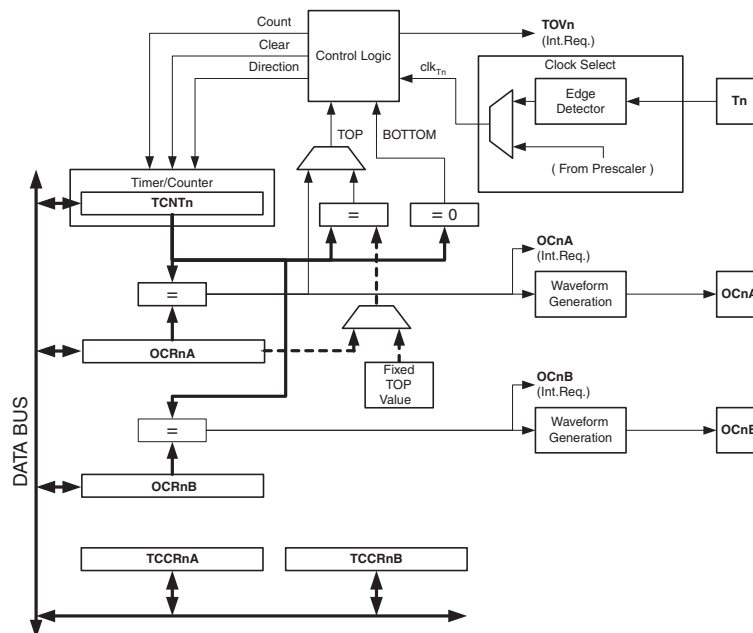 Count
Clear
Direction
Control Logic
TOVn
(Int.Req.)
clkTn
Clock Select
Edge
Detector
Tn
( From Prescaler )
TOP
BOTTOM
Timer/Counter
TCNTn
=
= 0
OCnA
(Int.Req.)
=
Waveform
Generation
OCnA
OCRnA
Fixed
TOP
Value
OCnB
(Int.Req.)
=
Waveform
Generation
OCnB
OCRnB
DATA BUS
TCCRnA
TCCRnB